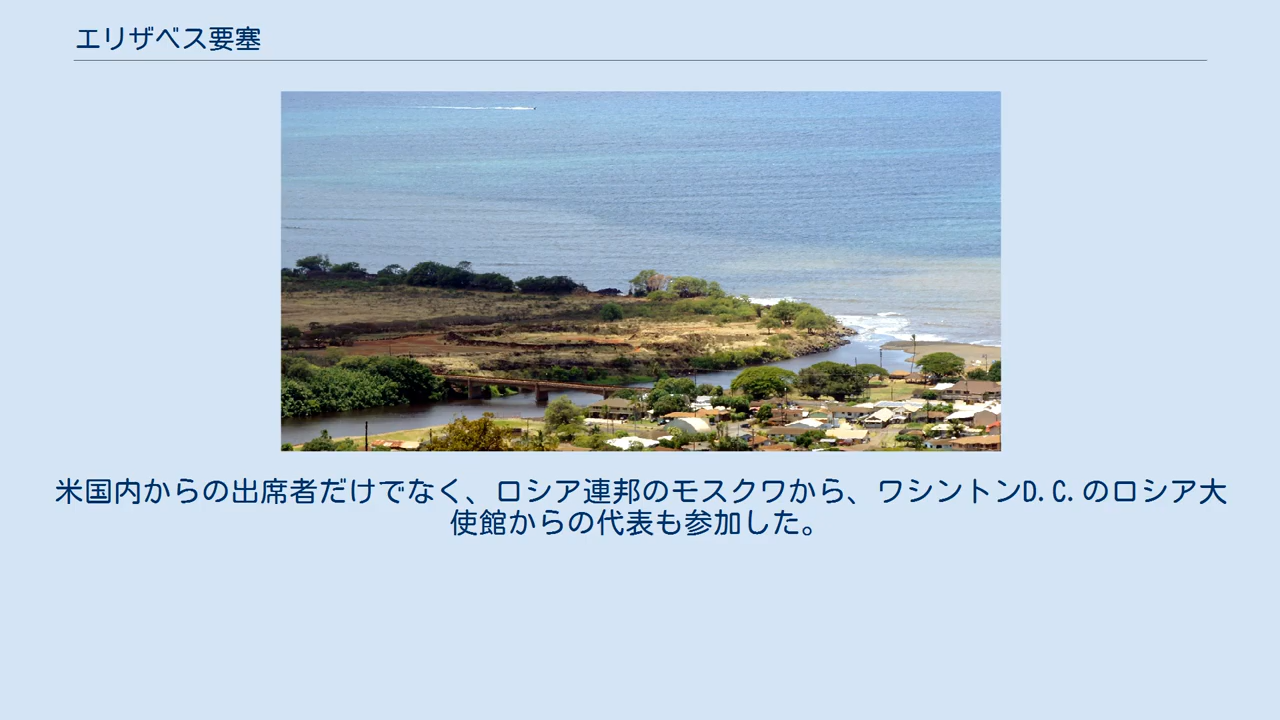 エリザベス要塞
米国内からの出席者だけでなく、ロシア連邦のモスクワから、ワシントンD.C.のロシア大
使館からの代表も参加した。